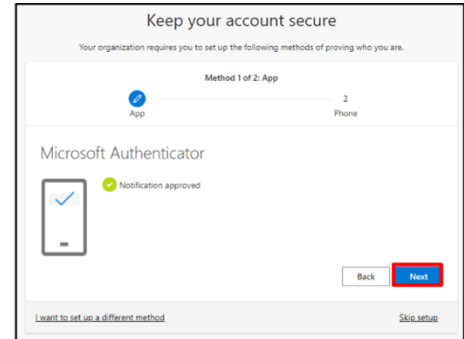 Keep your account secure
Your organization requires you to set up the following methods of proving who you are.
Method 1 of 2: App
App
2
Phone
Microsoft Authenticator
Notification approved
Back
Next
I want to set up a different method
Skip setup